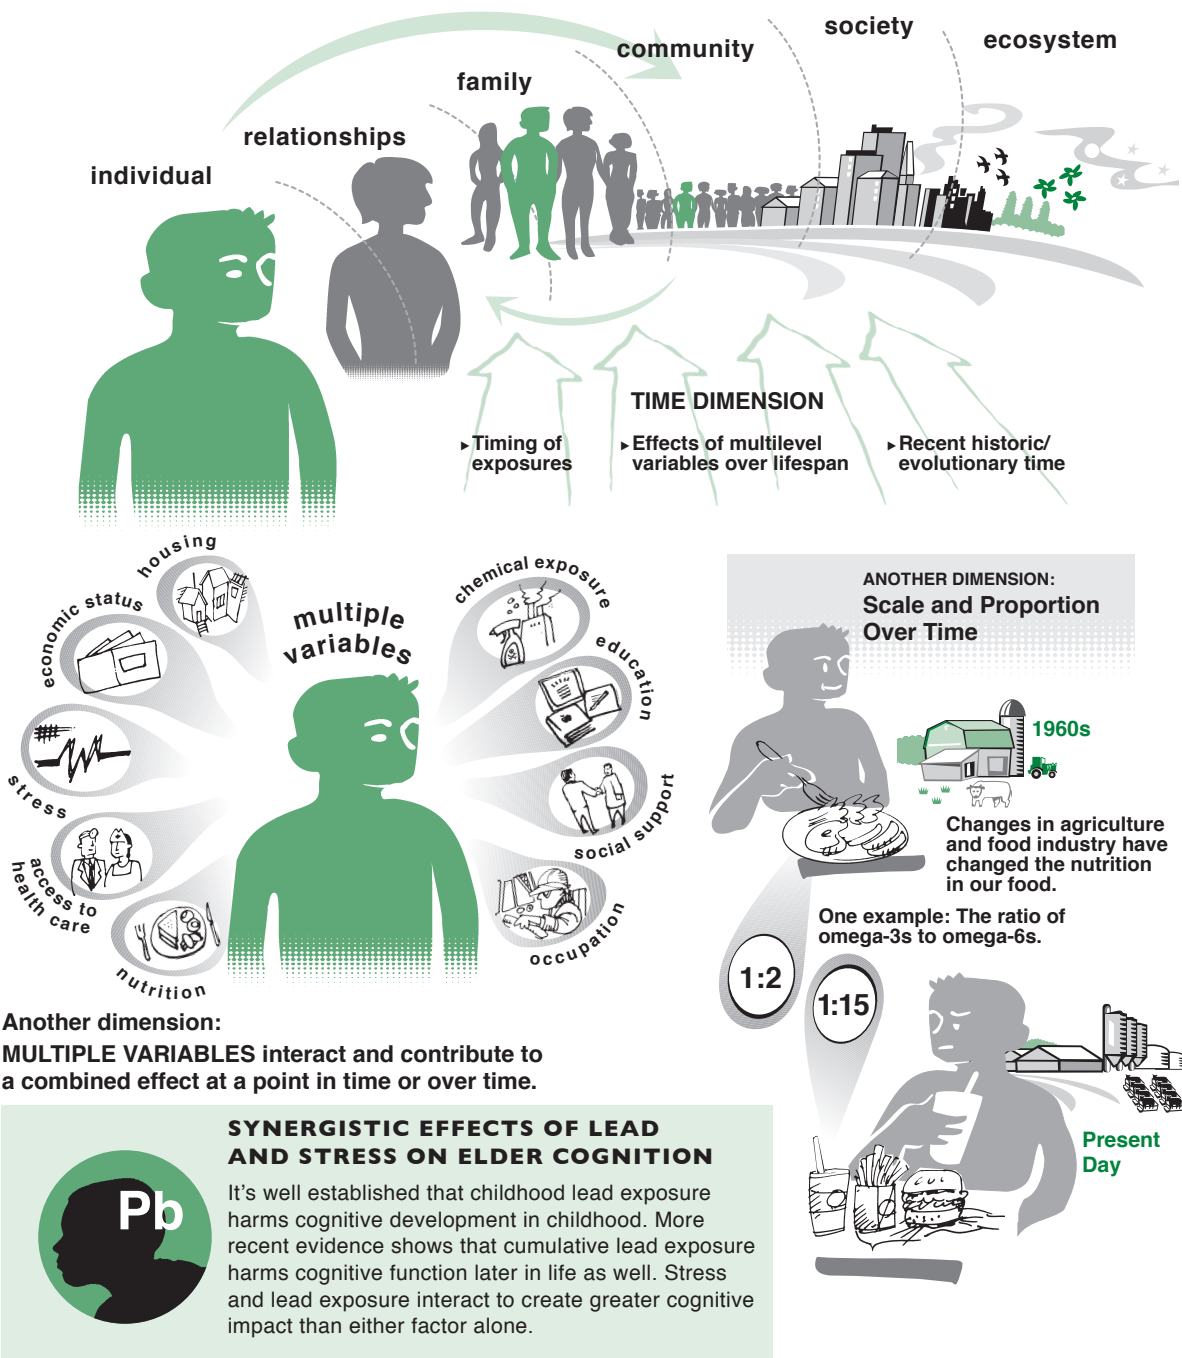 individual
relationships
family
community
society
ecosystem
TIME DIMENSION
▸Timing of
exposures
▸Effects of multilevel
variables over lifespan
▸Recent historic/
evolutionary time
multiple
variables
housing
economic status
stress
access to
health care
nutrition
chemical exposure
education
social support
occupation
Another dimension:
MULTIPLE VARIABLES interact and contribute to
a combined effect at a point in time or over time.
ANOTHER DIMENSION:
Scale and Proportion
Over Time
1960s
Changes in agriculture
and food industry have
changed the nutrition
in our food.
One example: The ratio of
omega-3s to omega-6s.
1:2
1:15
Present
Day
Pb
SYNERGISTIC EFFECTS OF LEAD
AND STRESS ON ELDER COGNITION
It’s well established that childhood lead exposure
harms cognitive development in childhood. More
recent evidence shows that cumulative lead exposure
harms cognitive function later in life as well. Stress
and lead exposure interact to create greater cognitive
impact than either factor alone.